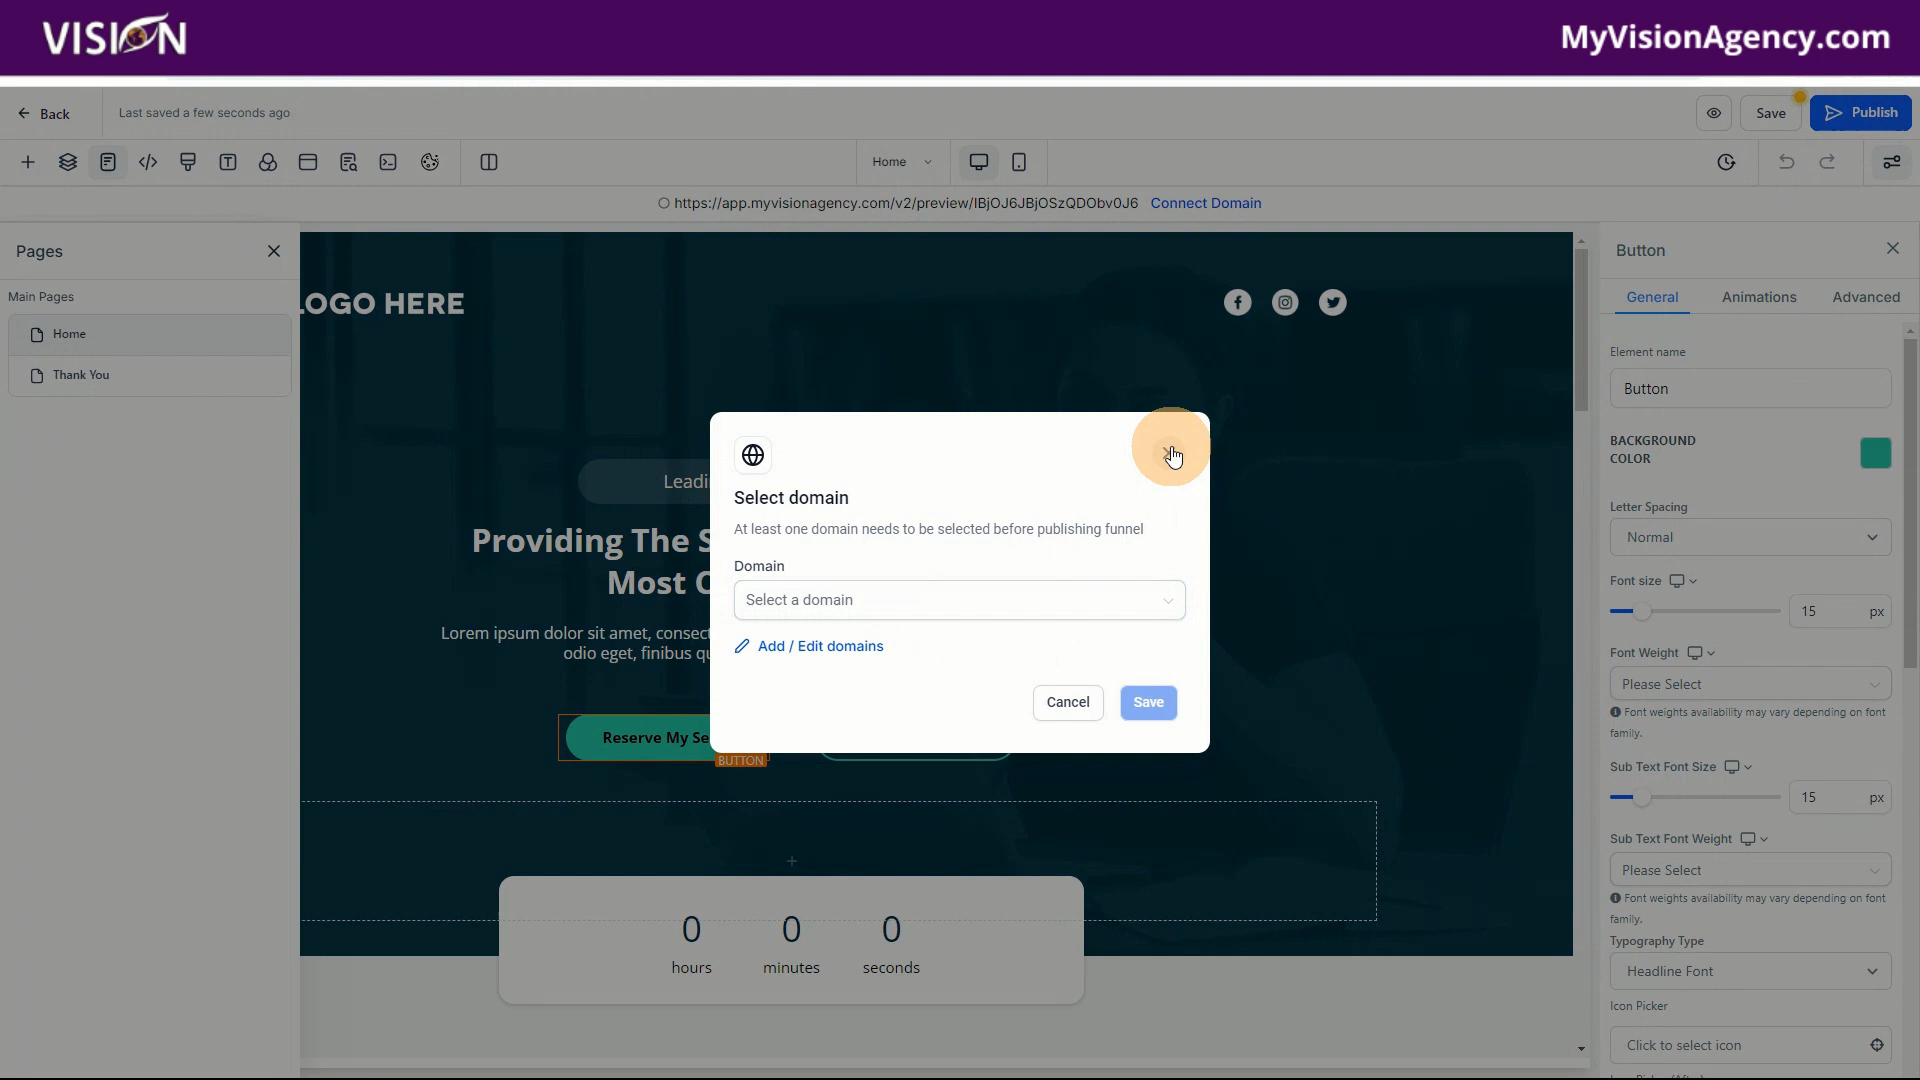 VISION
MyVisionAgency.com
Back
Last saved a few seconds ago
Save
Publish
Home
https://app.myvisionagency.com/v2/preview/IBjOJ6JBjOSzQDObv0J6 Connect Domain
Pages
Main Pages
Home
Thank You
LOGO HERE
Leadi
Providing The S
Most C
Lorem ipsum dolor sit amet, consect
odio eget, finibus qu
Reserve My Se
BUTTON
Select domain
At least one domain needs to be selected before publishing funnel
Domain
Select a domain
Add / Edit domains
Cancel
Save
0
0
0
hours
minutes
seconds
Button
General
Animations
Advanced
Element name
Button
BACKGROUND
COLOR
Letter Spacing
Normal
Font size
15 px
Font Weight
Please Select
Font weights availability may vary depending on font
family.
Sub Text Font Size
15 px
Sub Text Font Weight
Please Select
Font weights availability may vary depending on font
family.
Typography Type
Headline Font
Icon Picker
Click to select icon